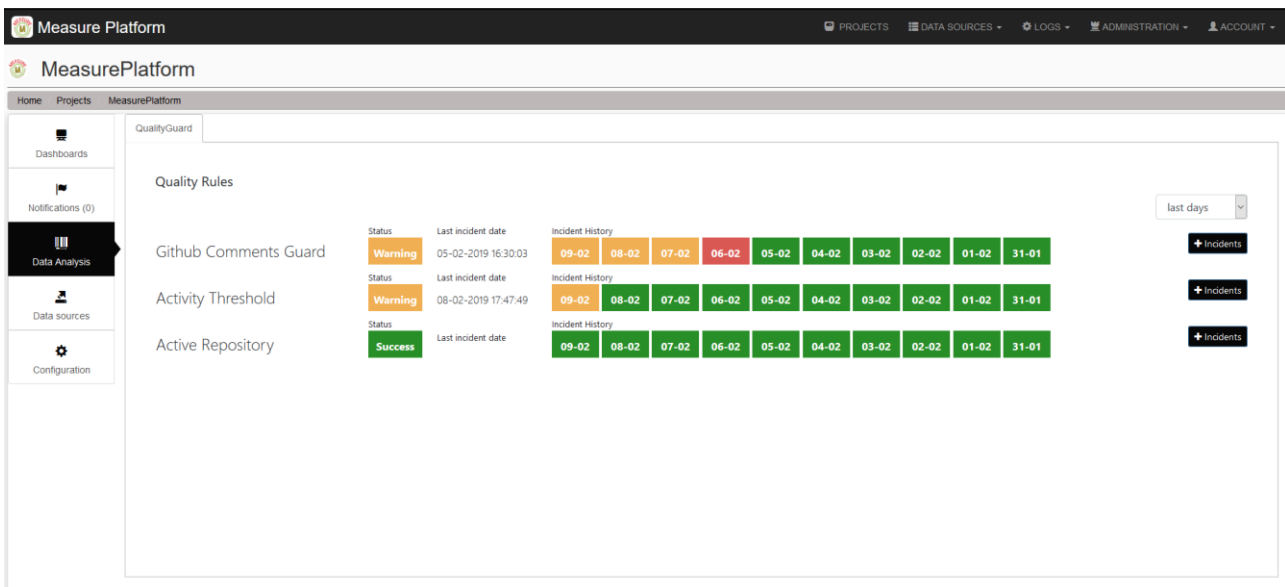 Measure Platform PROJECTS DATA SOURCES LOGS ADMINISTRATION ACCOUNT
MeasurePlatform
Home Projects MeasurePlatform
Dashboards
Notifications (0)
Data Analysis
Data sources
Configuration
QualityGuard
Quality Rules
last days
Status Last incident date Incident History
Github Comments Guard Warning 05-02-2019 16:30:03 09-02 08-02 07-02 06-02 05-02 04-02 03-02 02-02 01-02 31-01 + Incidents
Status Last incident date Incident History
Activity Threshold Warning 08-02-2019 17:47:49 09-02 08-02 07-02 06-02 05-02 04-02 03-02 02-02 01-02 31-01 + Incidents
Status Last incident date Incident History
Active Repository Success 09-02 08-02 07-02 06-02 05-02 04-02 03-02 02-02 01-02 31-01 + Incidents